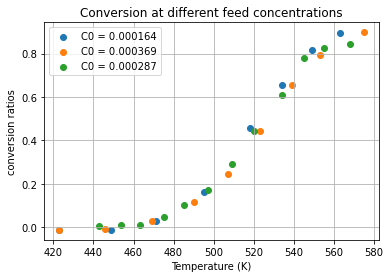 Conversion at different feed concentrations
C0 = 0.000164
C0 = 0.000369
C0 = 0.000287
conversion ratios
0.8
0.6
0.4
0.2
0.0
420 440 460 480 500 520 540 560 580
Temperature (K)